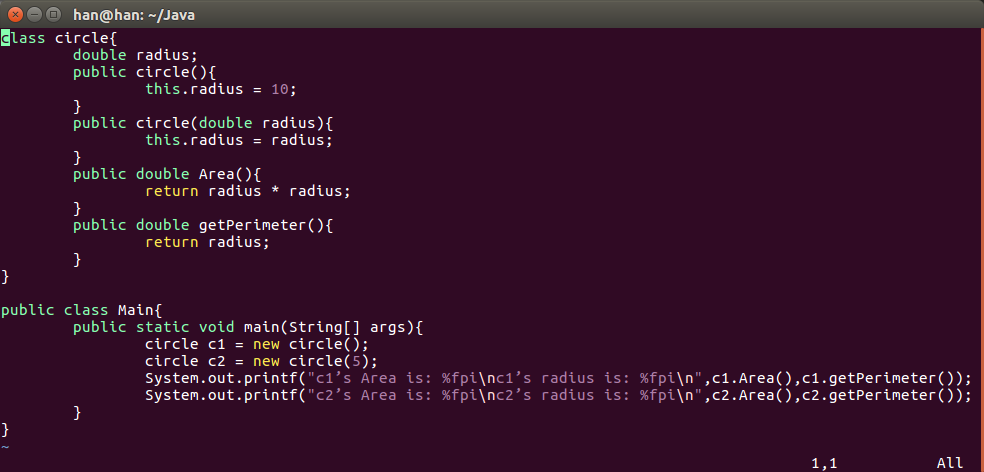 han@han: ~/Java
class circle{
        double radius;
        public circle(){
                this.radius = 10;
        }
        public circle(double radius){
                this.radius = radius;
        }
        public double Area(){
                return radius * radius;
        }
        public double getPerimeter(){
                return radius;
        }
}

public class Main{
        public static void main(String[] args){
                circle c1 = new circle();
                circle c2 = new circle(5);
                System.out.printf("c1’s Area is: %fpi\nc1’s radius is: %fpi\n",c1.Area(),c1.getPerimeter());
                System.out.printf("c2’s Area is: %fpi\nc2’s radius is: %fpi\n",c2.Area(),c2.getPerimeter());
        }
}
~
1,1 All